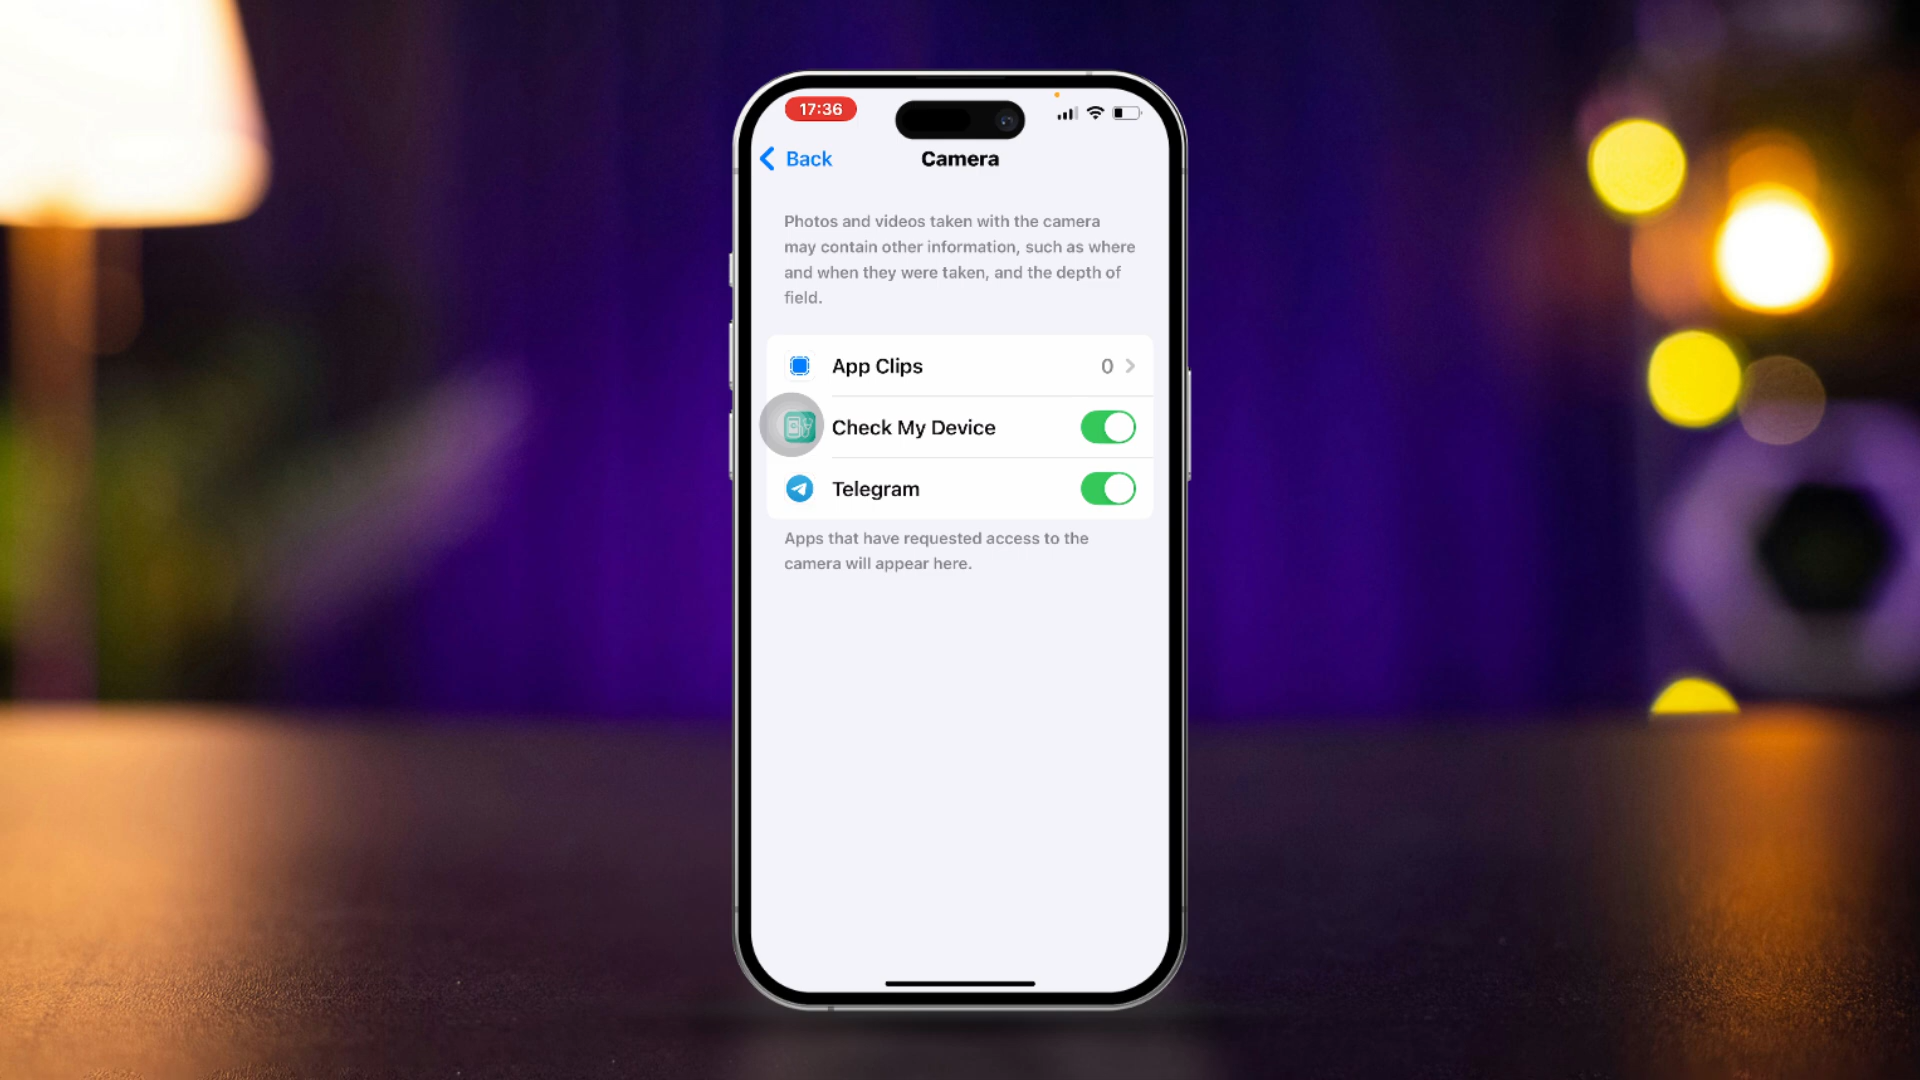 17:36
Back
Camera
Photos and videos taken with the camera
may contain other information, such as where
and when they were taken, and the depth of
field.
App Clips
0
Check My Device
Telegram
Apps that have requested access to the
camera will appear here.